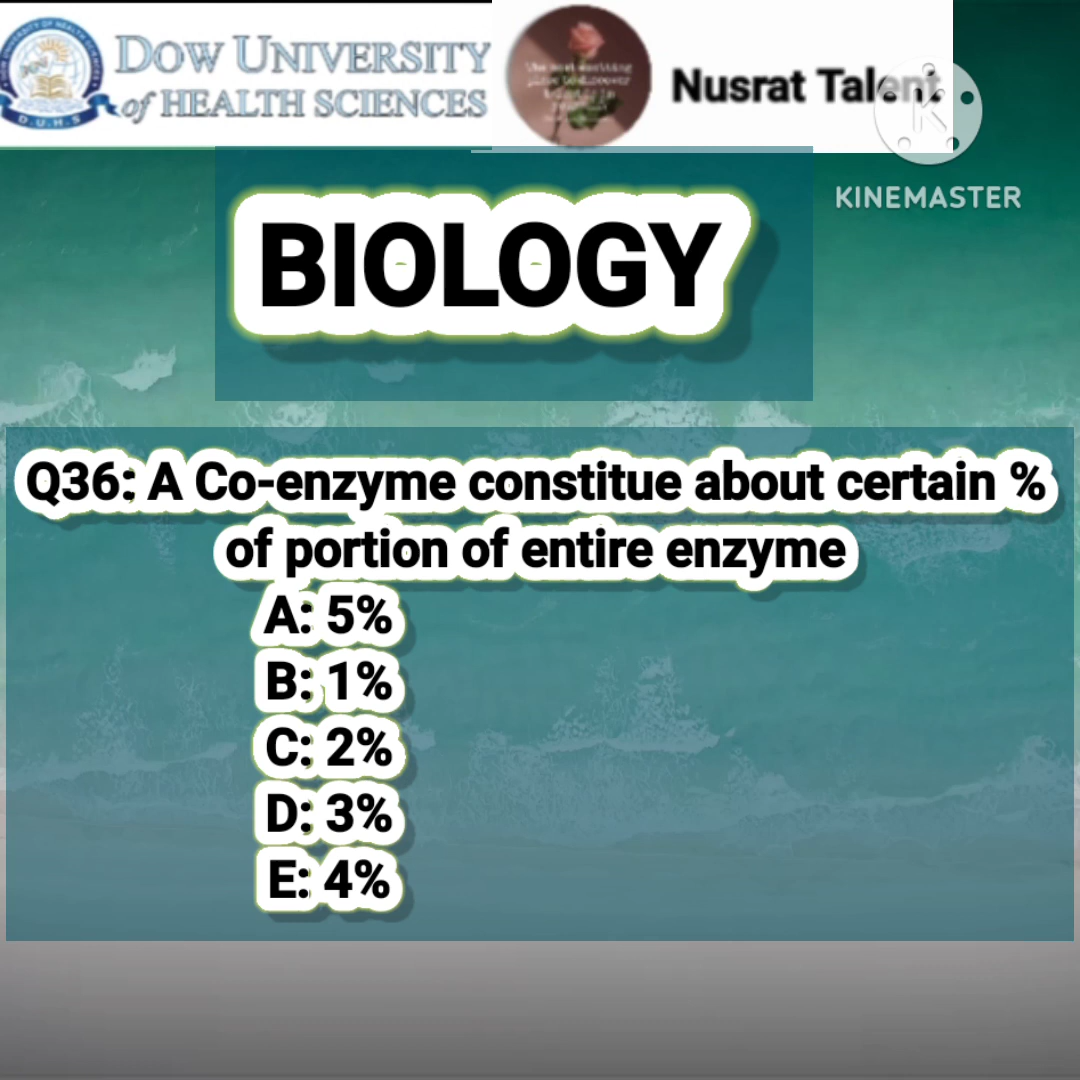 DOW UNIVERSITY
of HEALTH SCIENCES
D.U.H.S
Nusrat Talent
K
KINEMASTER
BIOLOGY
Q36: A Co-enzyme constitue about certain %
of portion of entire enzyme
A: 5%
B: 1%
C: 2%
D: 3%
E: 4%